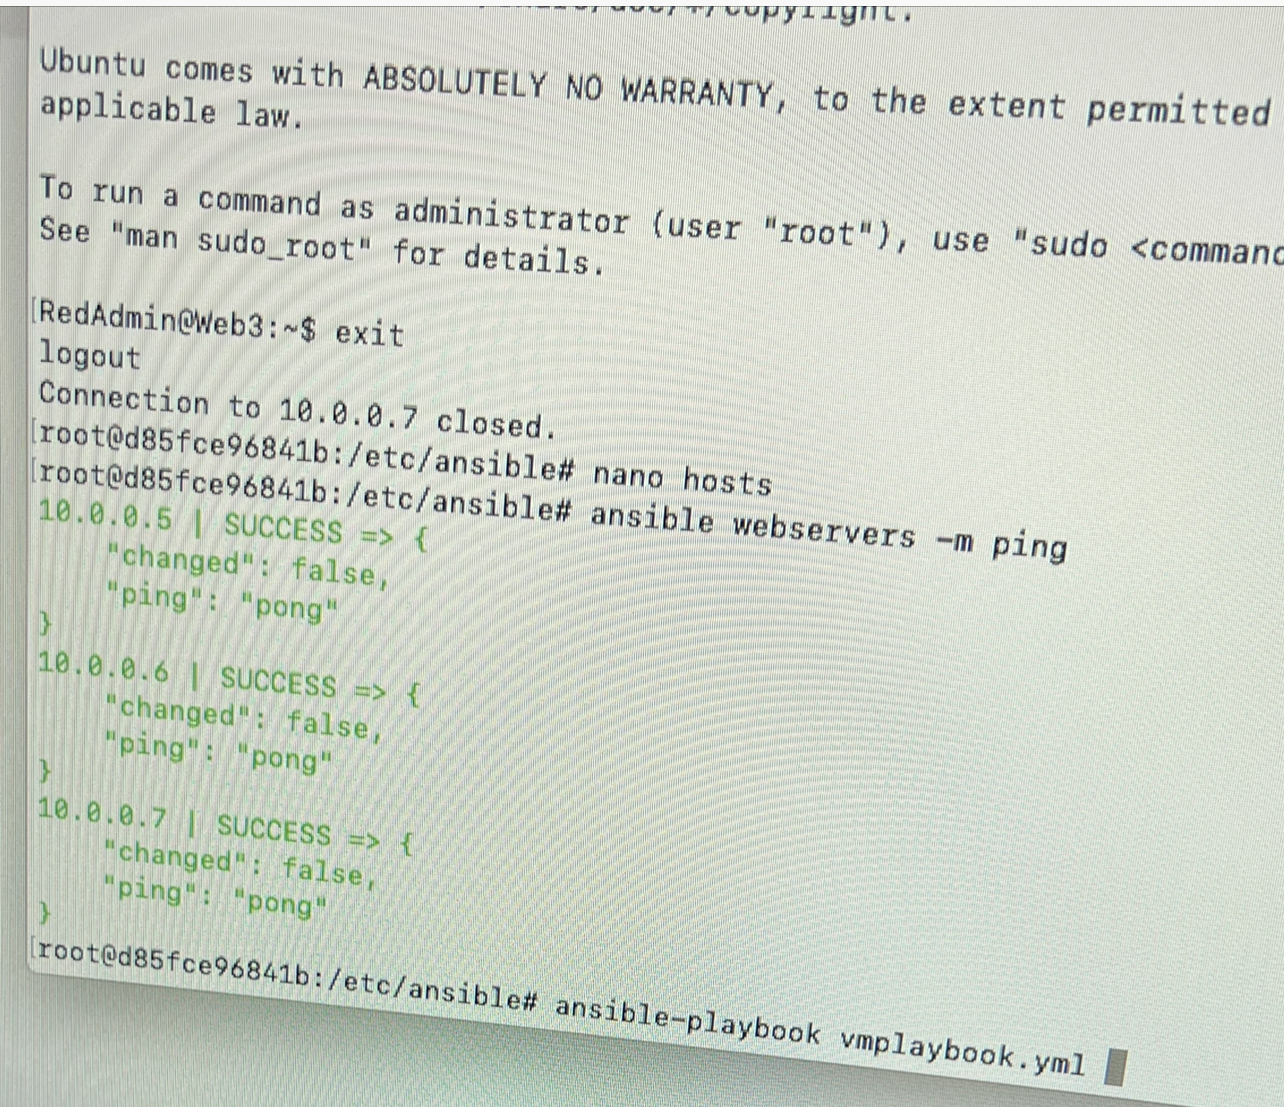 copyright.
Ubuntu comes with ABSOLUTELY NO WARRANTY, to the extent permitted
applicable law.
To run a command as administrator (user "root"), use "sudo <command
See "man sudo_root" for details.
[RedAdmin@Web3:~$ exit
logout
Connection to 10.0.0.7 closed.
[root@d85fce96841b:/etc/ansible# nano hosts
[root@d85fce96841b:/etc/ansible# ansible webservers -m ping
10.0.0.5 | SUCCESS => {
    "changed": false,
    "ping": "pong"
}
10.0.0.6 | SUCCESS => {
    "changed": false,
    "ping": "pong"
}
10.0.0.7 | SUCCESS => {
    "changed": false,
    "ping": "pong"
}
[root@d85fce96841b:/etc/ansible# ansible-playbook vmplaybook.yml